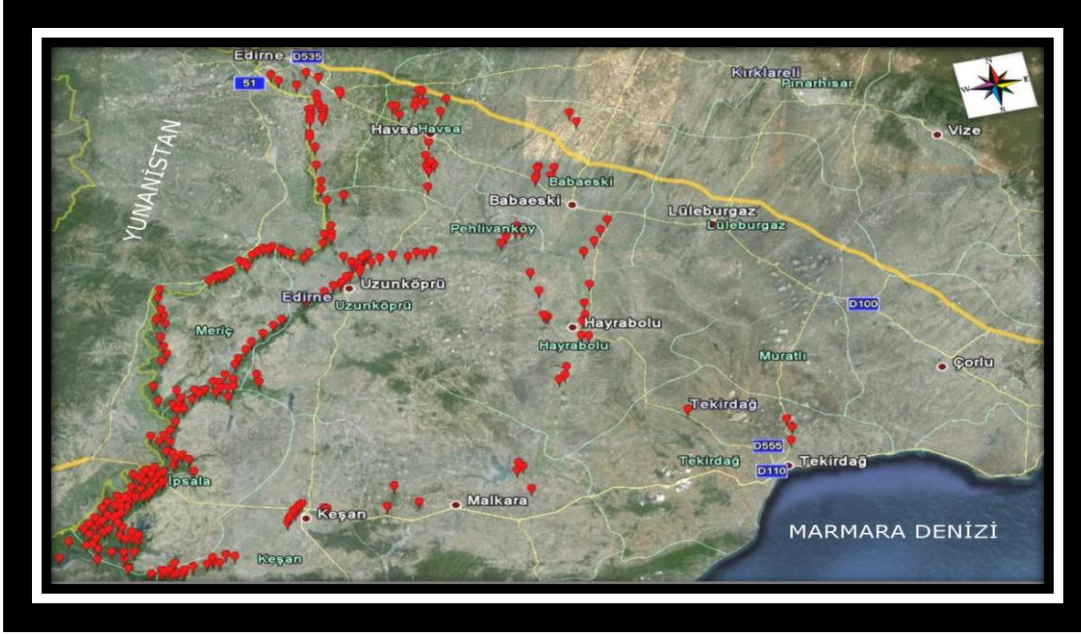 Edirne D535
51
Kırklareli
Pınarhisar
N
W E
Havsa Havsa
Vize
YUNANİSTAN
Babaeski
Babaeski
Lüleburgaz
Lüleburgaz
Pehlivanköy
Uzunköprü
Edirne
Uzunköprü
D100
Meriç
Hayrabolu
Hayrabolu
Muratlı
Çorlu
Tekirdağ
D555
Tekirdağ
Tekirdağ
D110
İpsala
Malkara
Keşan
MARMARA DENİZİ
Keşan